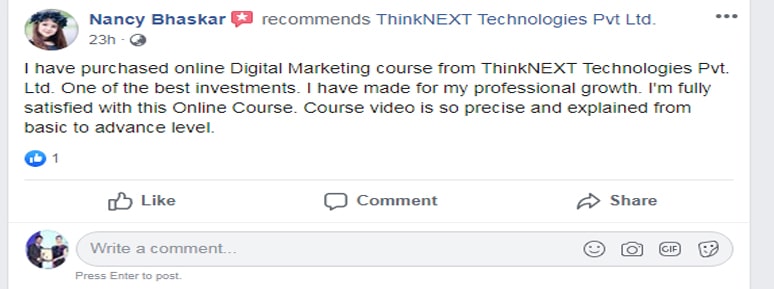 Nancy Bhaskar recommends ThinkNEXT Technologies Pvt Ltd.
23h ·
I have purchased online Digital Marketing course from ThinkNEXT Technologies Pvt.
Ltd. One of the best investments. I have made for my professional growth. I'm fully
satisfied with this Online Course. Course video is so precise and explained from
basic to advance level.
1
Like Comment Share
Write a comment...
GIF
Press Enter to post.